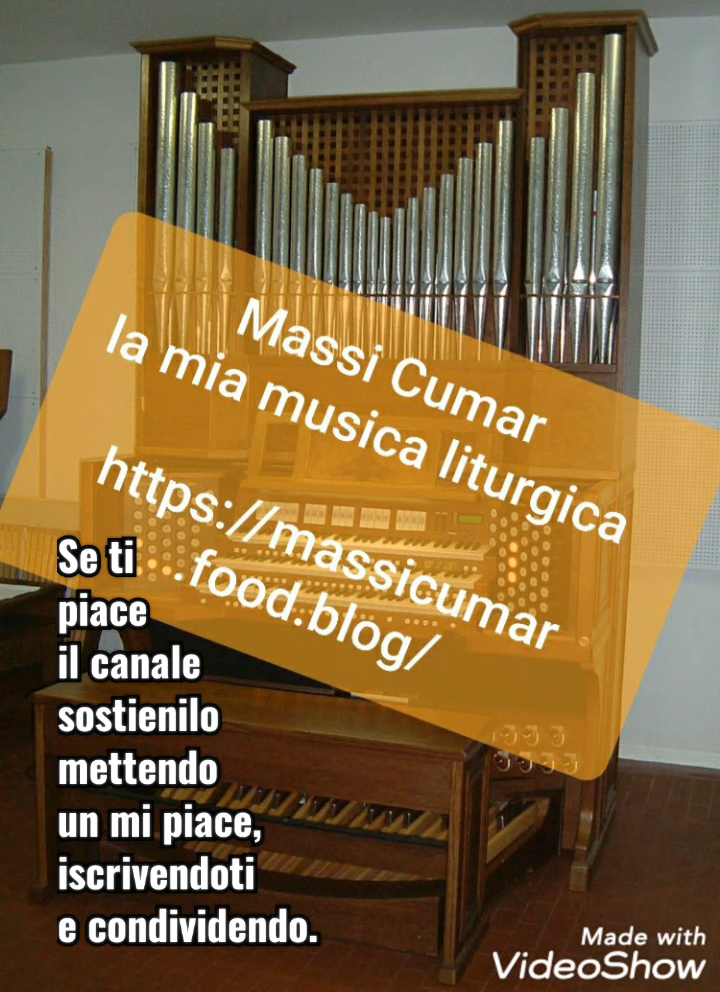 Massi Cumar
la mia musica liturgica
https://massicumar
.food.blog/
Se ti
piace
il canale
sostienilo
mettendo
un mi piace,
iscrivendoti
e condividendo.
Made with
VideoShow